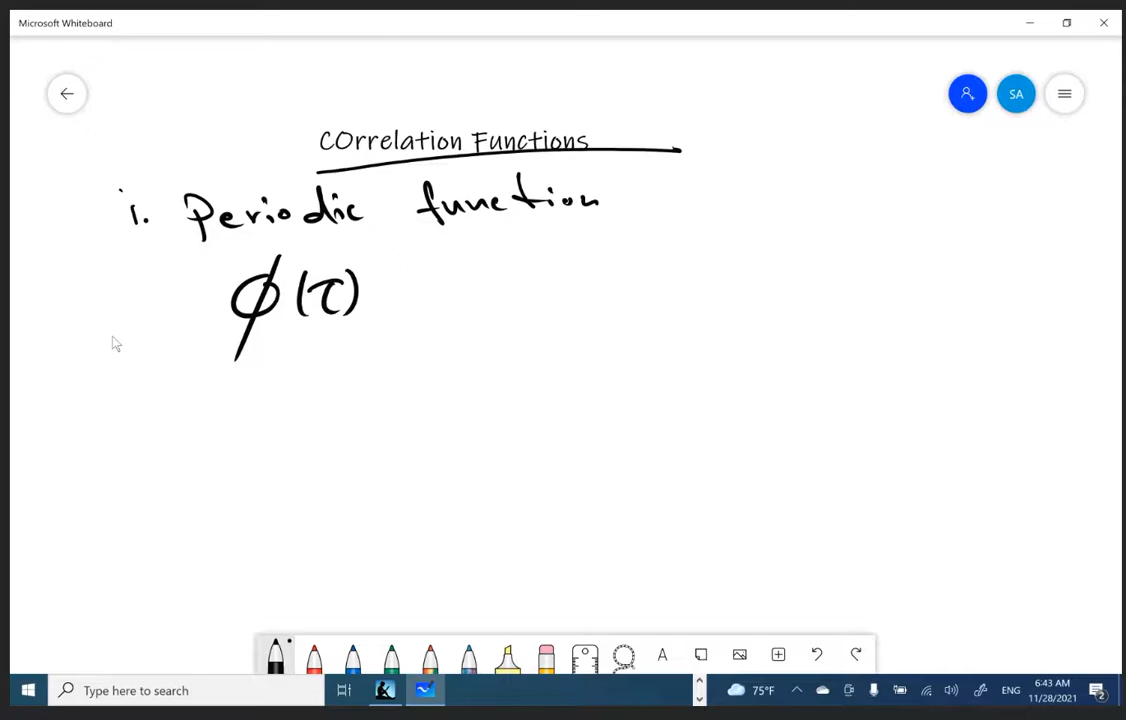 Microsoft Whiteboard
SA
COrrelation Functions
i. Periodic function
ϕ(τ)
A
Type here to search
75°F
ENG
6:43 AM
11/28/2021
2